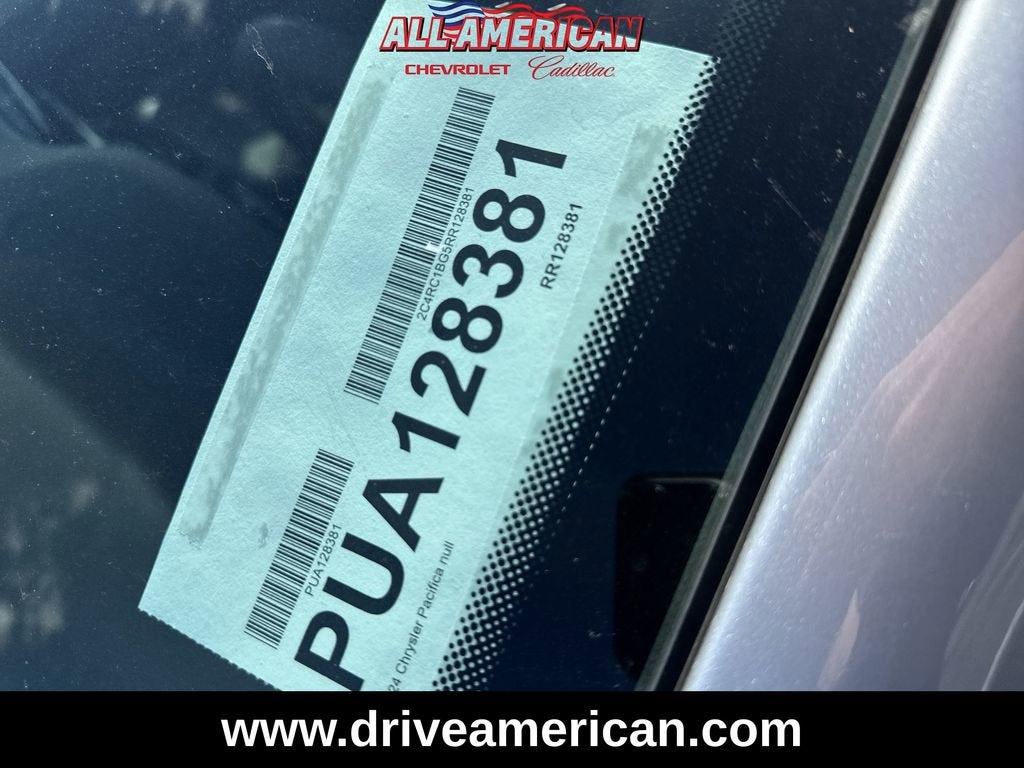 ALL AMERICAN
CHEVROLET Cadillac
2C4RC1BG5RR128381
PUA128381
PUA128381
RR128381
24 Chrysler Pacifica null
www.driveamerican.com